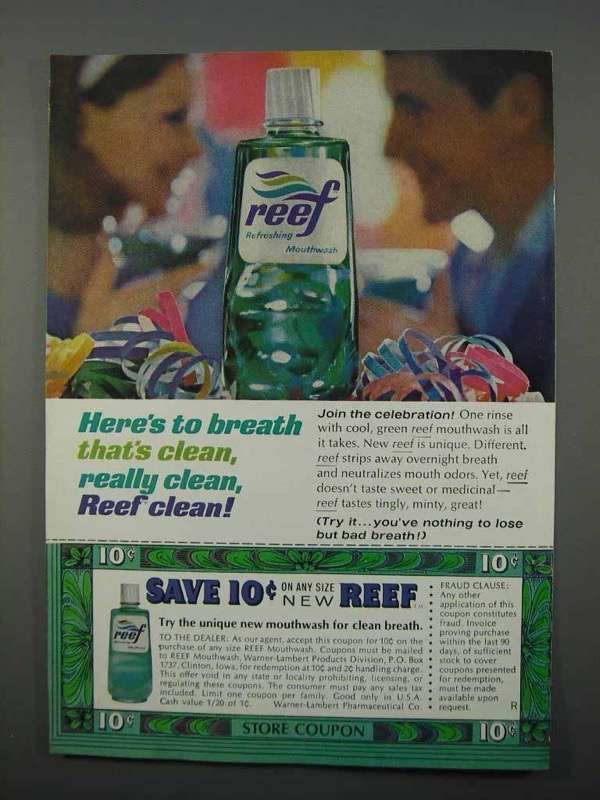 reef
Refreshing
Mouthwash
Here's to breath
that's clean,
really clean,
Reef clean!
Join the celebration! One rinse
with cool, green reef mouthwash is all
it takes. New reef is unique. Different.
reef strips away overnight breath
and neutralizes mouth odors. Yet, reef
doesn't taste sweet or medicinal—
reef tastes tingly, minty, great!
(Try it...you've nothing to lose
but bad breath!)
10¢
10¢
reef
SAVE 10¢ ON ANY SIZE NEW REEF
Try the unique new mouthwash for clean breath.
TO THE DEALER: As our agent, accept this coupon for 10¢ on the
purchase of any size REEF Mouthwash. Coupons must be mailed
to REEF Mouthwash, Warner-Lambert Products Division, P.O. Box
1737, Clinton, Iowa, for redemption at 10¢ and 2¢ handling charge.
This offer void in any state or locality prohibiting, licensing, or
regulating these coupons. The consumer must pay any sales tax
included. Limit one coupon per family. Good only in U.S.A.
Cash value 1/20 of 1¢. Warner-Lambert Pharmaceutical Co.
FRAUD CLAUSE:
Any other
application of this
coupon constitutes
fraud. Invoice
proving purchase
within the last 90
days, of sufficient
stock to cover
coupons presented
for redemption,
must be made
available upon
request. R
10¢
STORE COUPON
10¢